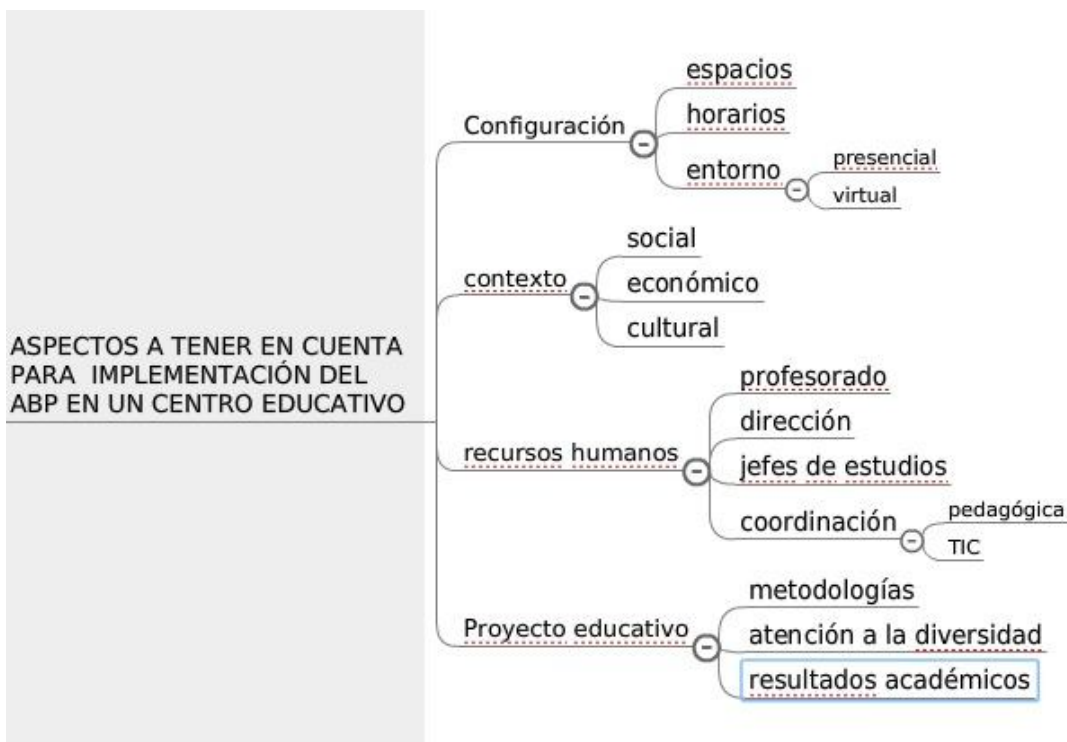 ASPECTOS A TENER EN CUENTA
PARA IMPLEMENTACIÓN DEL
ABP EN UN CENTRO EDUCATIVO
Configuración
espacios
horarios
entorno
presencial
virtual
contexto
social
económico
cultural
recursos humanos
profesorado
dirección
jefes de estudios
coordinación
pedagógica
TIC
Proyecto educativo
metodologías
atención a la diversidad
resultados académicos